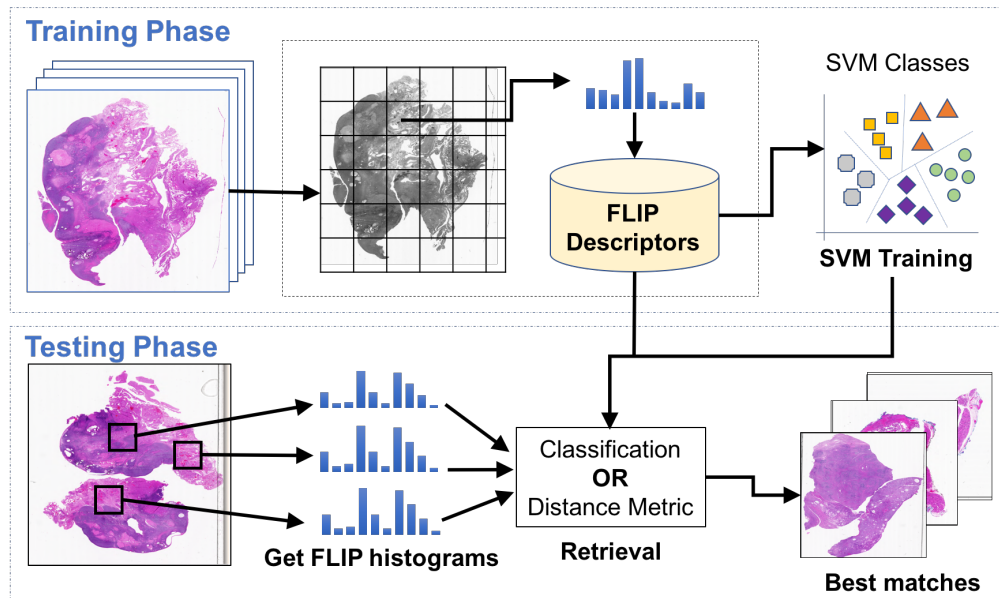 Training Phase
SVM Classes
FLIP
Descriptors
SVM Training
Testing Phase
Classification
OR
Distance Metric
Get FLIP histograms
Retrieval
Best matches